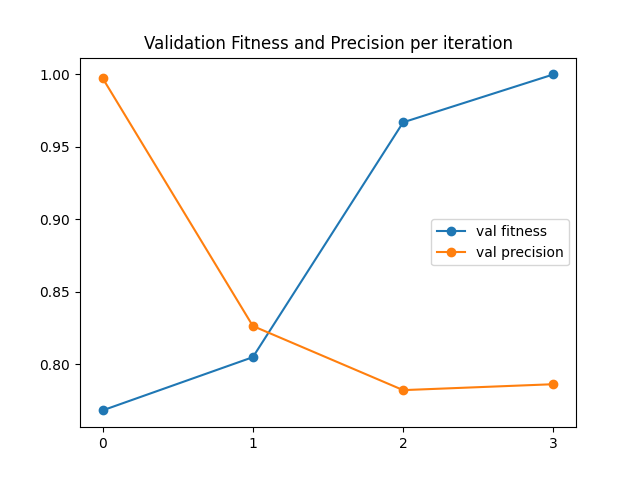 Validation Fitness and Precision per iteration
1.00
0.95
0.90
0.85
0.80
val fitness
val precision
0 1 2 3